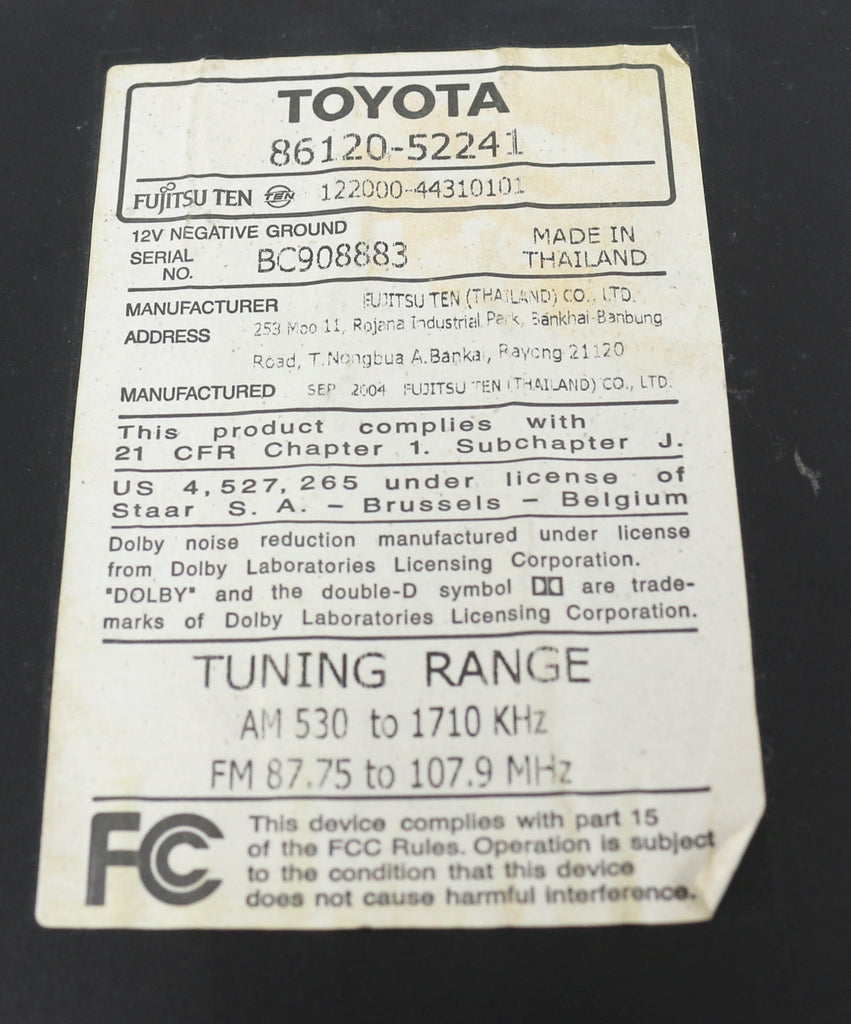 TOYOTA
86120-52241
FUJITSU TEN TEN 122000-44310101
12V NEGATIVE GROUND
SERIAL NO. BC908883
MADE IN THAILAND
MANUFACTURER FUJITSU TEN (THAILAND) CO., LTD.
ADDRESS 253 Moo 11, Rojana Industrial Park, Bankhai-Banbung
Road, T.Nongbua A.Bankai, Rayong 21120
MANUFACTURED SEP 2004 FUJITSU TEN (THAILAND) CO., LTD.
This product complies with
21 CFR Chapter 1. Subchapter J.
US 4,527,265 under license of
Staar S. A. – Brussels – Belgium
Dolby noise reduction manufactured under license
from Dolby Laboratories Licensing Corporation.
"DOLBY" and the double-D symbol are trade-
marks of Dolby Laboratories Licensing Corporation.
TUNING RANGE
AM 530 to 1710 KHz
FM 87.75 to 107.9 MHz
FC This device complies with part 15
of the FCC Rules. Operation is subject
to the condition that this device
does not cause harmful interference.